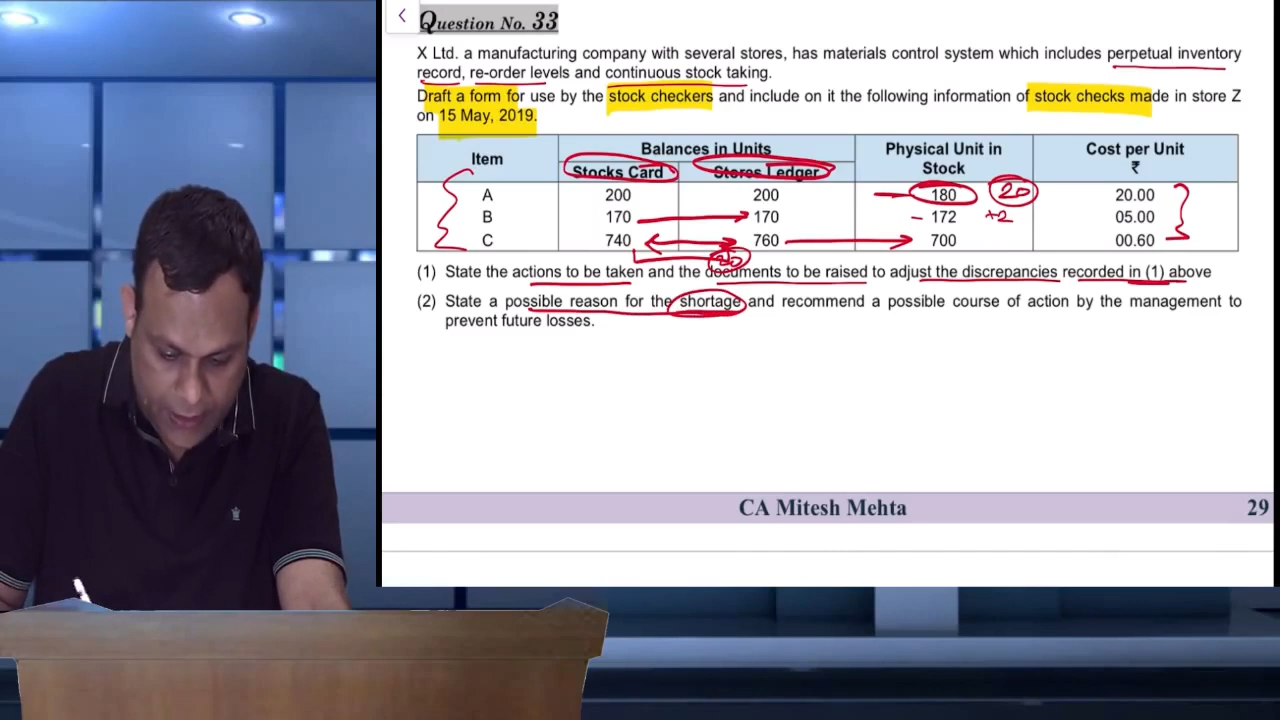 Question No. 33
X Ltd. a manufacturing company with several stores, has materials control system which includes perpetual inventory
record, re-order levels and continuous stock taking.
Draft a form for use by the stock checkers and include on it the following information of stock checks made in store Z
on 15 May, 2019.
Item Balances in Units Physical Unit in Stock Cost per Unit ₹
Stocks Card Stores Ledger
A 200 200 180 20 20.00
B 170 170 172 +2 05.00
C 740 760 700 00.60
20
(1) State the actions to be taken and the documents to be raised to adjust the discrepancies recorded in (1) above
(2) State a possible reason for the shortage and recommend a possible course of action by the management to
prevent future losses.
CA Mitesh Mehta 29